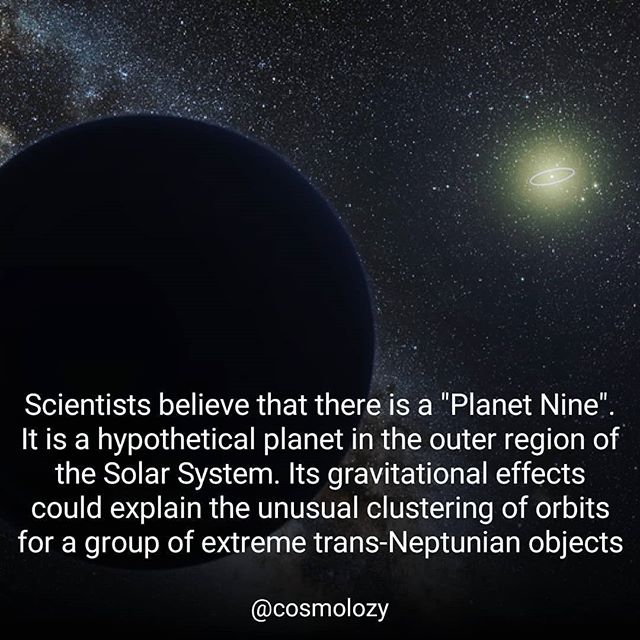 Scientists believe that there is a "Planet Nine".
It is a hypothetical planet in the outer region of
the Solar System. Its gravitational effects
could explain the unusual clustering of orbits
for a group of extreme trans-Neptunian objects
@cosmolozy